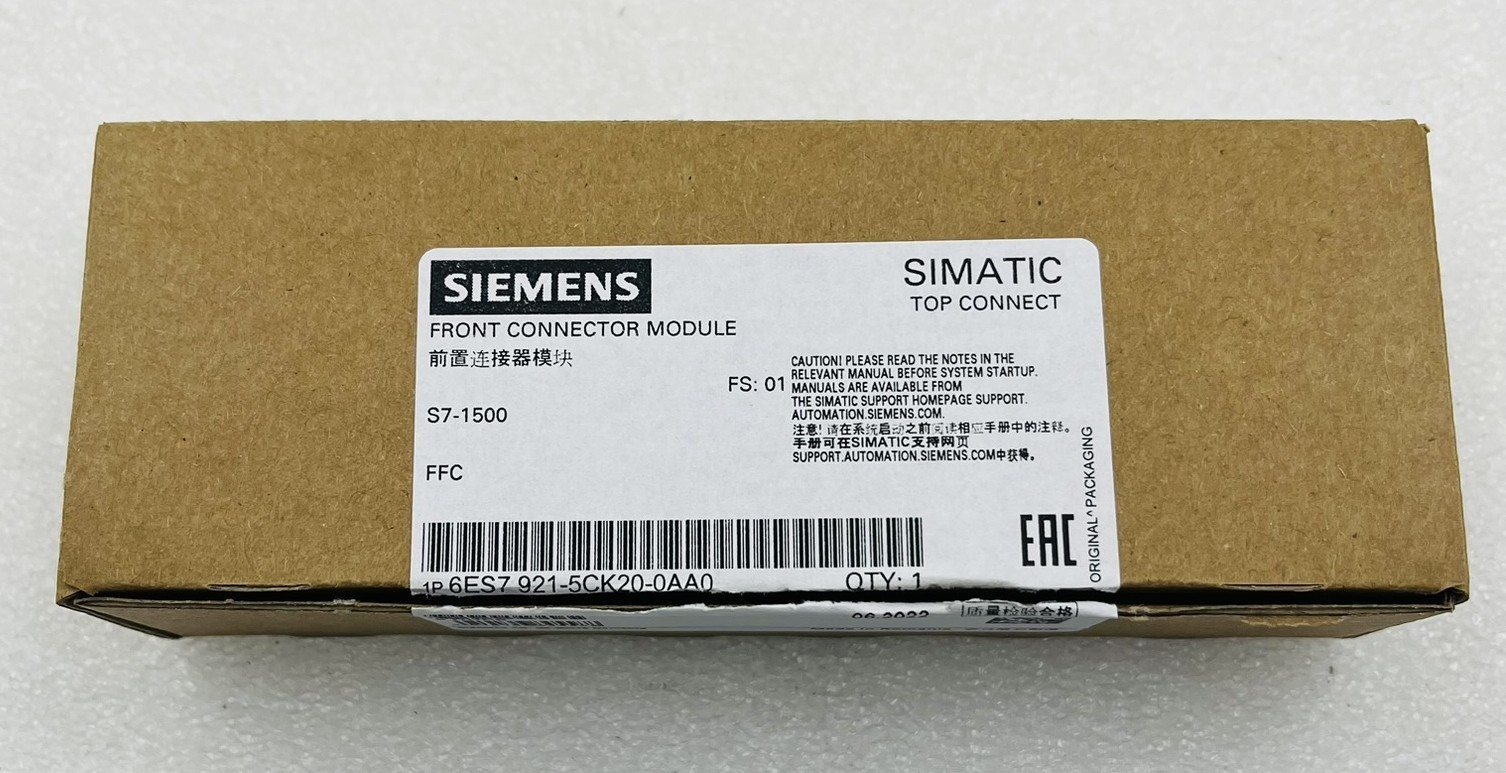 SIEMENS
SIMATIC
TOP CONNECT
FRONT CONNECTOR MODULE
前置连接器模块
FS: 01
CAUTION! PLEASE READ THE NOTES IN THE
RELEVANT MANUAL BEFORE SYSTEM STARTUP.
MANUALS ARE AVAILABLE FROM
THE SIMATIC SUPPORT HOMEPAGE SUPPORT.
AUTOMATION.SIEMENS.COM.
注意! 请在系统启动之前阅读相应手册中的注释。
手册可在SIMATIC支持网页
SUPPORT.AUTOMATION.SIEMENS.COM中获得。
S7-1500
FFC
EAC
ORIGINAL^PACKAGING
1P 6ES7 921-5CK20-0AA0
QTY: 1
06.2022
质量检验合格